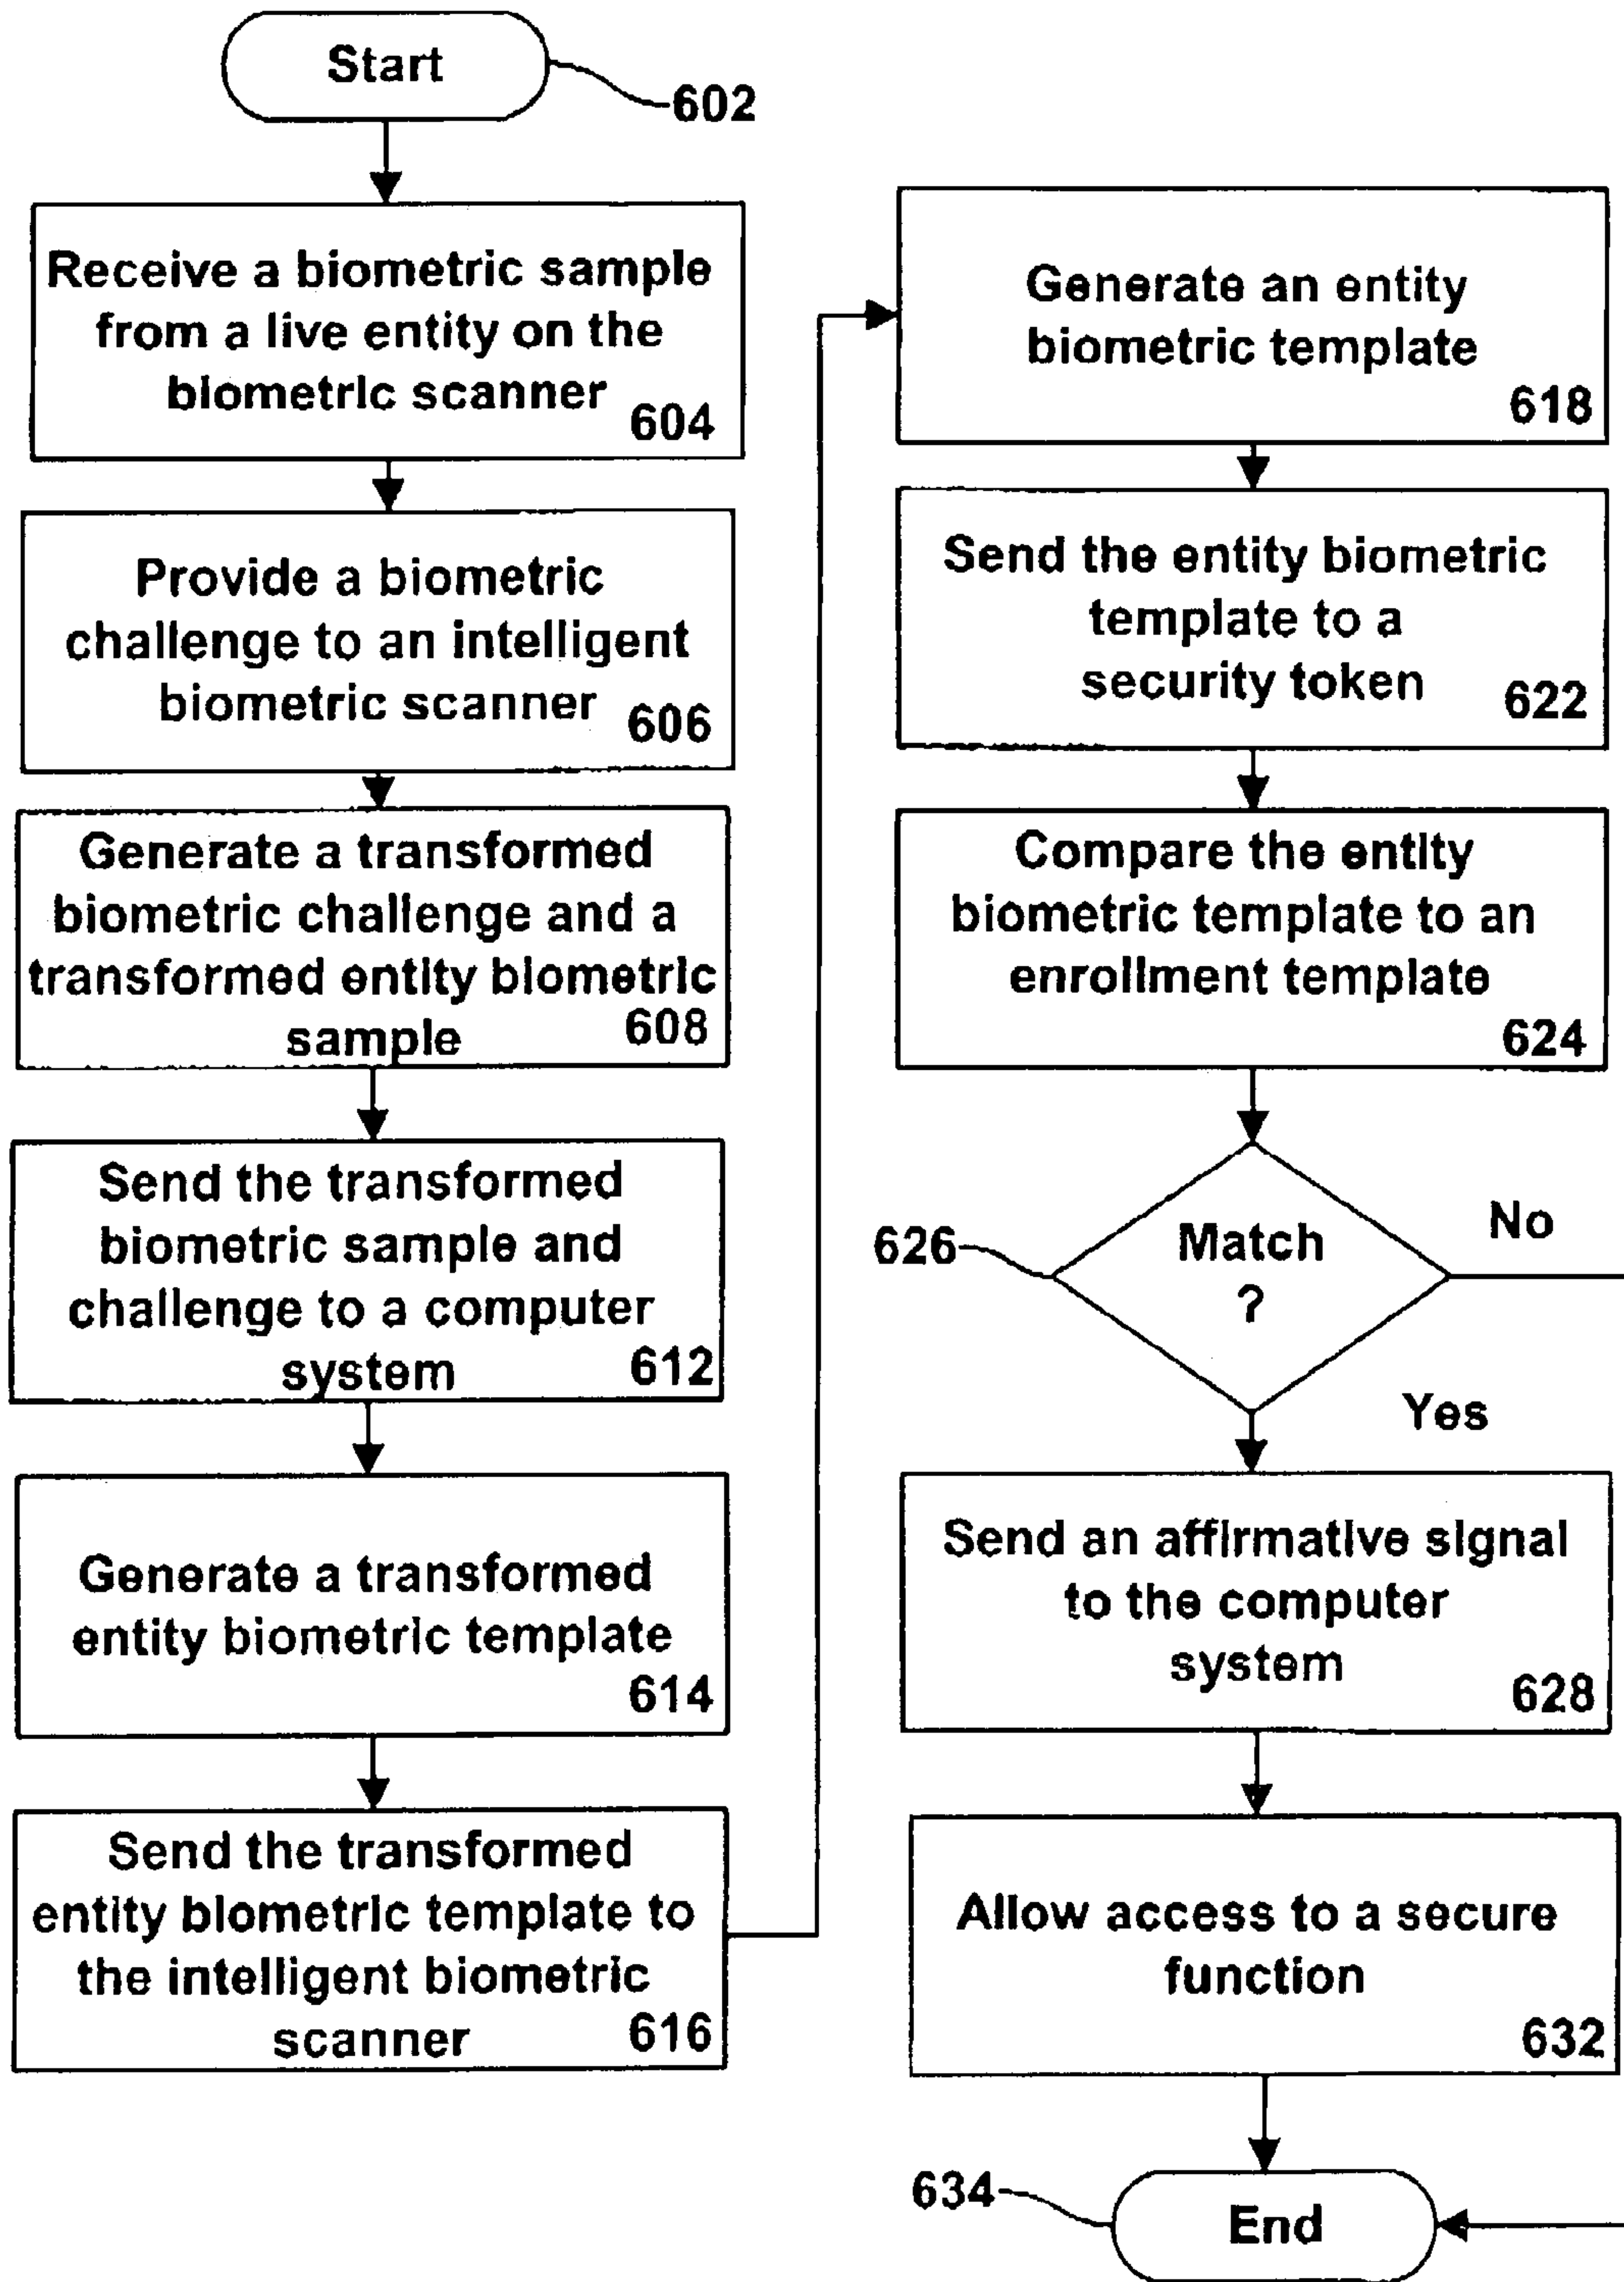 Start
602
Receive a biometric sample
from a live entity on the
biometric scanner
604
Provide a biometric
challenge to an intelligent
biometric scanner
606
Generate a transformed
biometric challenge and a
transformed entity biometric
sample
608
Send the transformed
biometric sample and
challenge to a computer
system
612
Generate a transformed
entity biometric template
614
Send the transformed
entity biometric template to
the intelligent biometric
scanner
616
Generate an entity
biometric template
618
Send the entity biometric
template to a
security token
622
Compare the entity
biometric template to an
enrollment template
624
626
Match
?
No
Yes
Send an affirmative signal
to the computer
system
628
Allow access to a secure
function
632
634
End